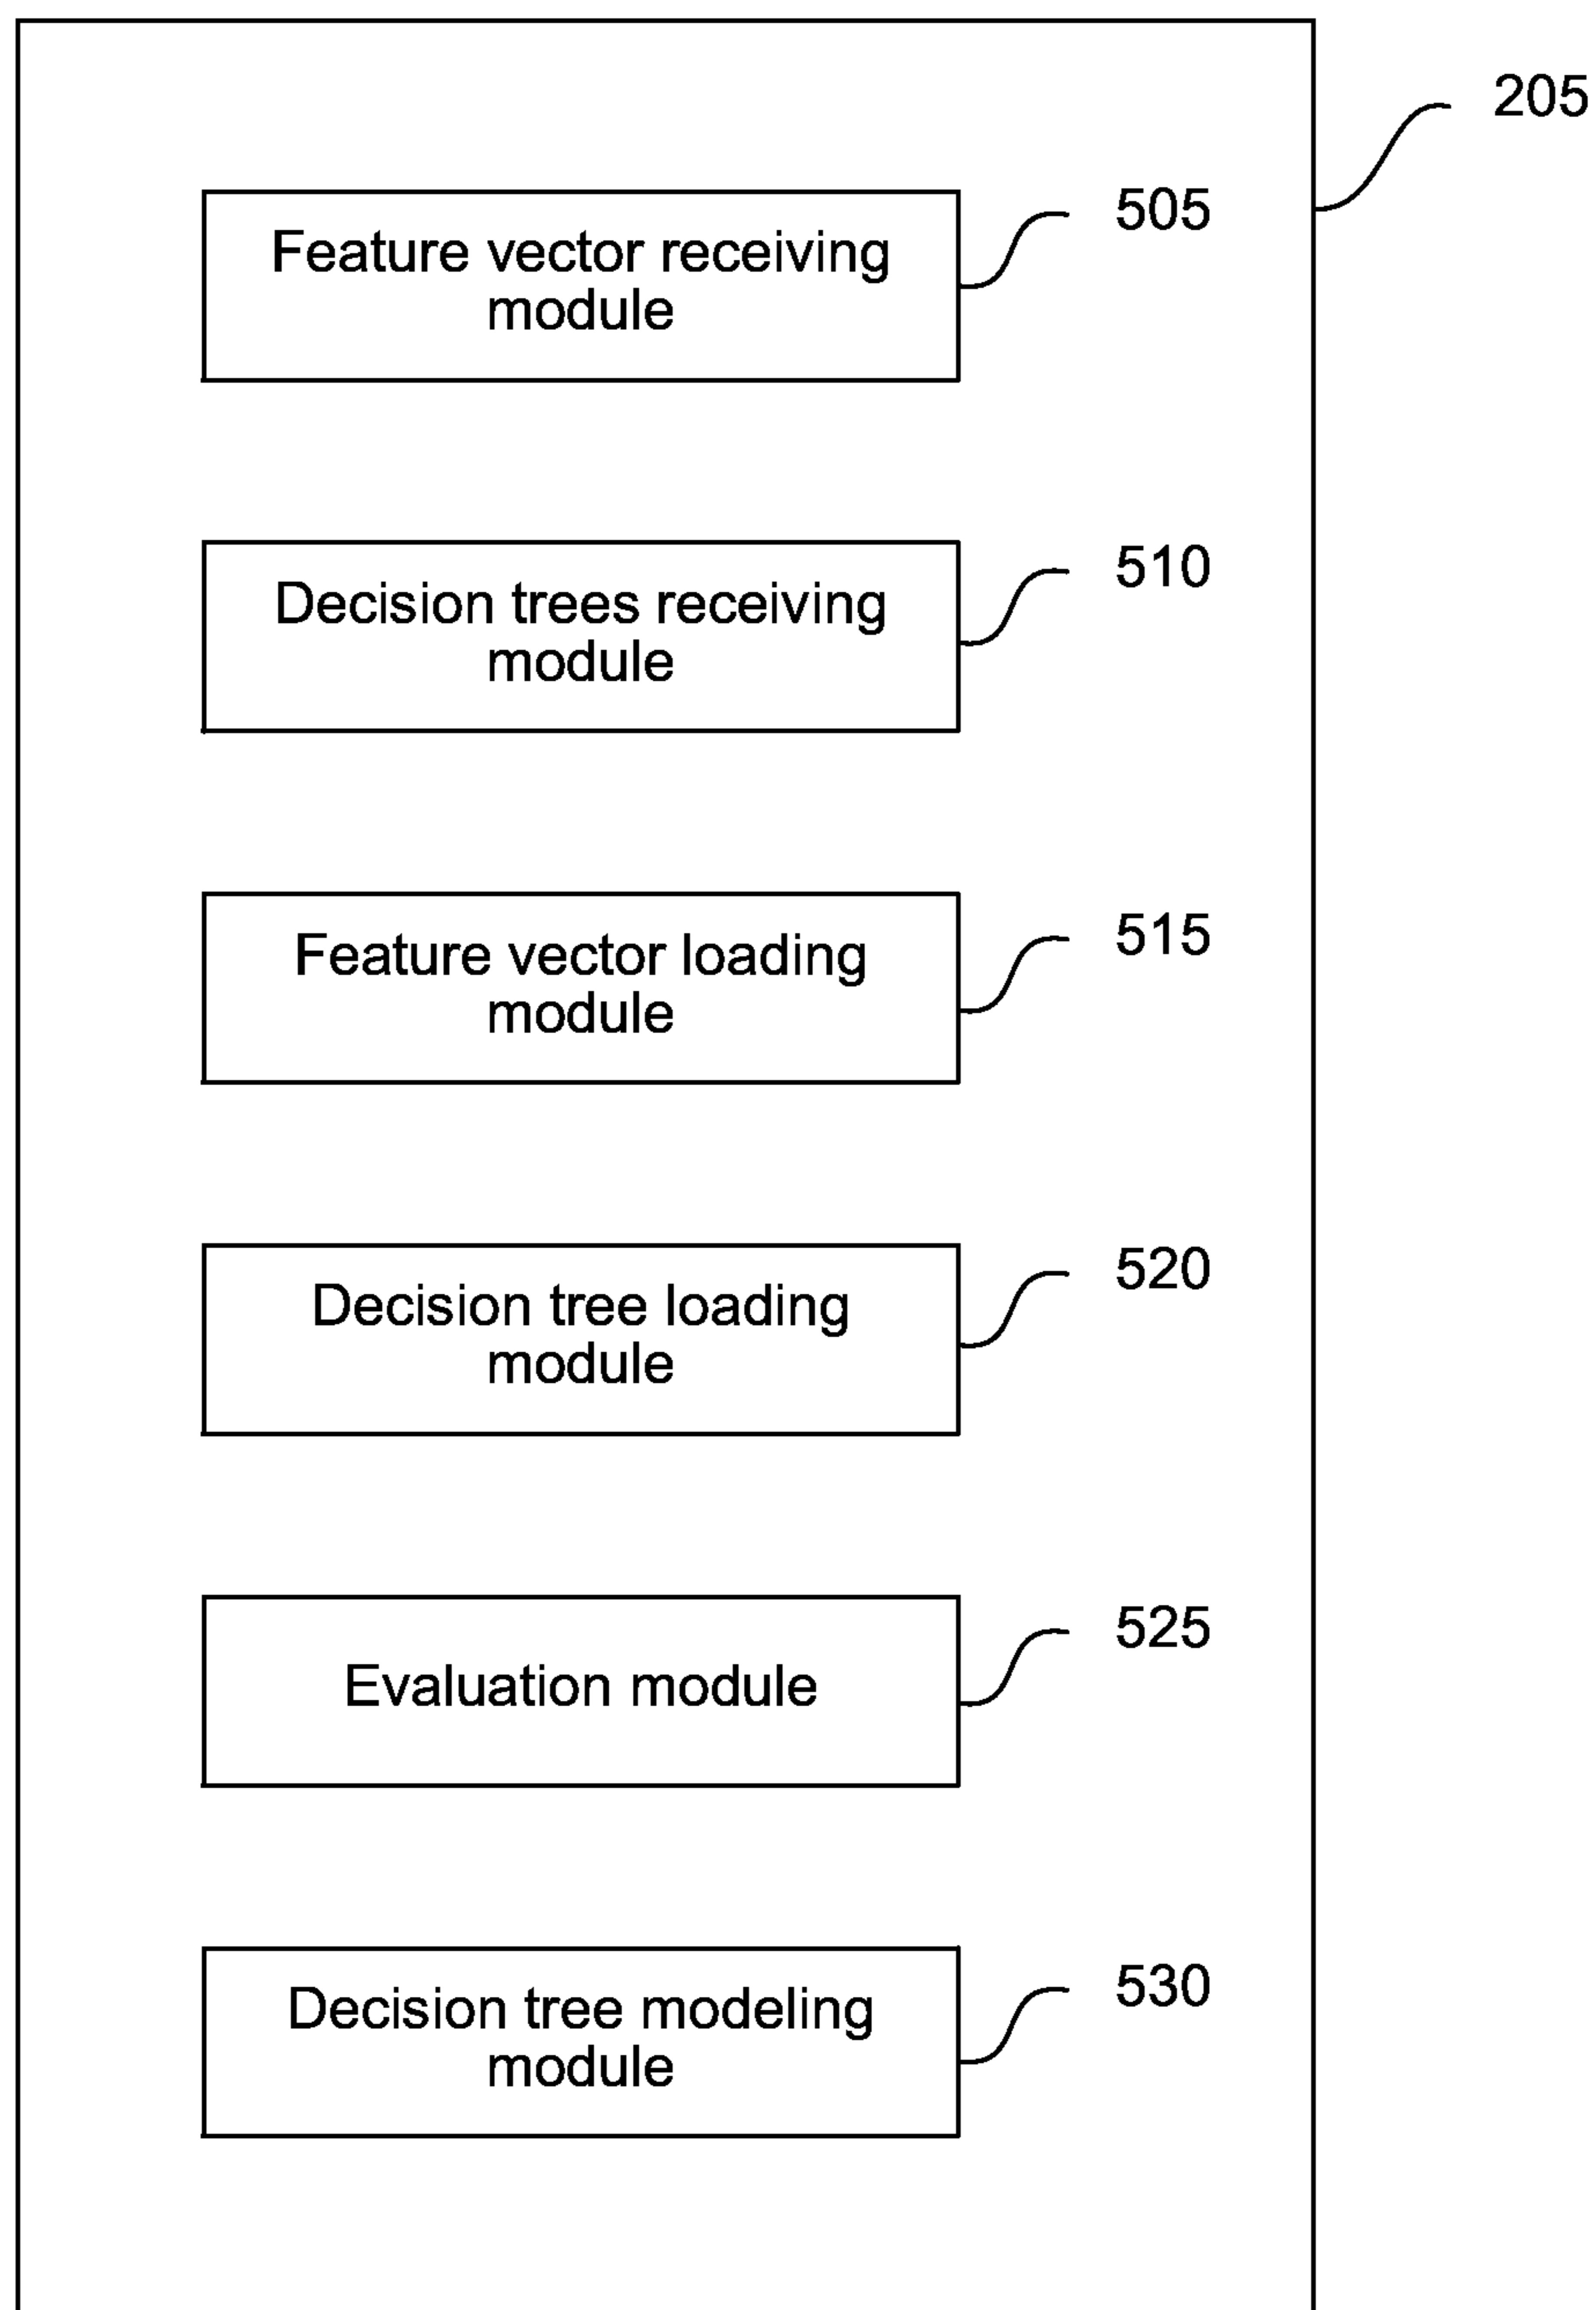 205
505
Feature vector receiving
module
510
Decision trees receiving
module
515
Feature vector loading
module
520
Decision tree loading
module
525
Evaluation module
530
Decision tree modeling
module